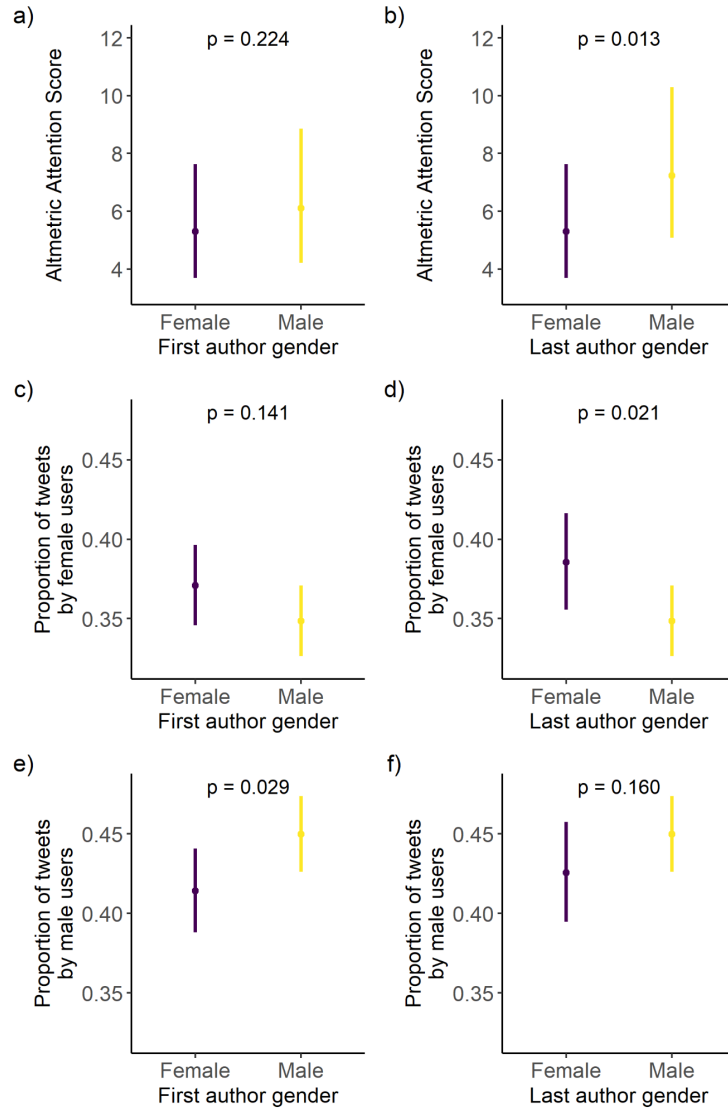 a)
p = 0.224
Altmetric Attention Score
12
10
8
6
4
Female
Male
First author gender
b)
p = 0.013
Altmetric Attention Score
12
10
8
6
4
Female
Male
Last author gender
c)
p = 0.141
Proportion of tweets
by female users
0.45
0.40
0.35
Female
Male
First author gender
d)
p = 0.021
Proportion of tweets
by female users
0.45
0.40
0.35
Female
Male
Last author gender
e)
p = 0.029
Proportion of tweets
by male users
0.45
0.40
0.35
Female
Male
First author gender
f)
p = 0.160
Proportion of tweets
by male users
0.45
0.40
0.35
Female
Male
Last author gender